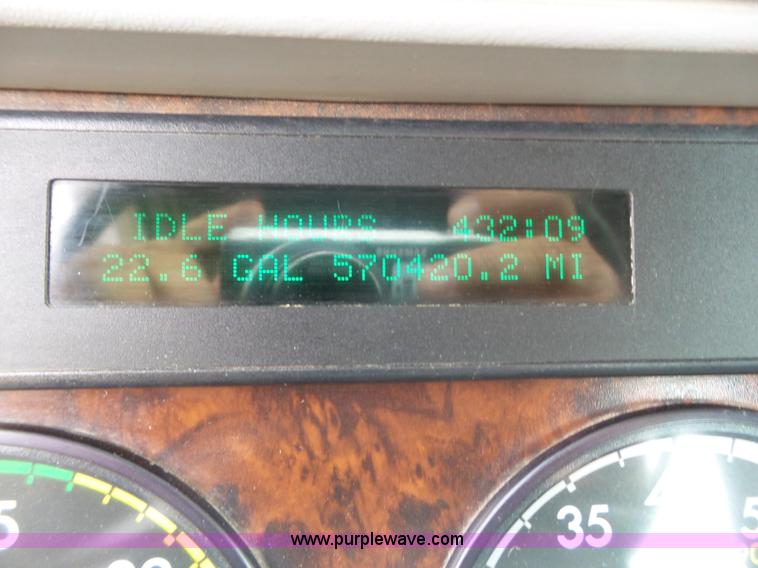 IDLE HOURS 432:09
22.6 GAL 570420.2 MI
35
www.purplewave.com